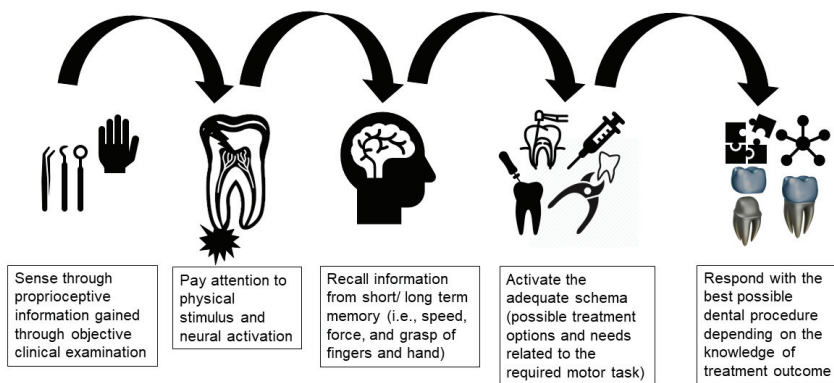 Sense through
proprioceptive
information gained
through objective
clinical examination
Pay attention to
physical
stimulus and
neural activation
Recall information
from short/ long term
memory (i.e., speed,
force, and grasp of
fingers and hand)
Activate the
adequate schema
(possible treatment
options and needs
related to the
required motor task)
Respond with the
best possible
dental procedure
depending on the
knowledge of
treatment outcome